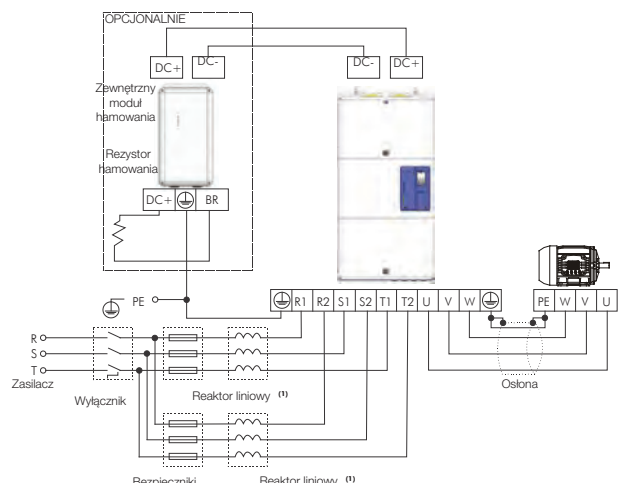 OPCJONALNIE
DC+ DC- DC- DC+
Zewnętrzny
moduł
hamowania
Rezystor
hamowania
DC+ BR
PE
R1 R2 S1 S2 T1 T2 U V W
PE W V U
R
S
T
Zasilacz
Wyłącznik
Reaktor liniowy (1)
Osłona
Bezpieczniki
Reaktor liniowy (1)